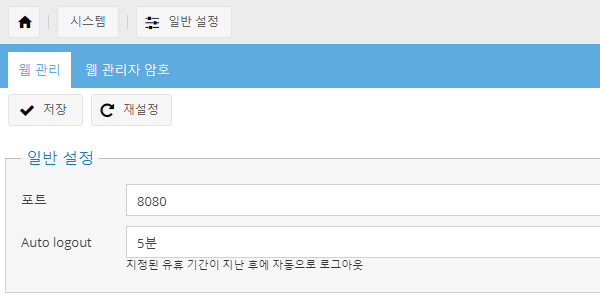 시스템 일반 설정
웹 관리 웹 관리자 암호
저장 재설정
일반 설정
포트 8080
Auto logout 5분
지정된 유휴 기간이 지난 후에 자동으로 로그아웃